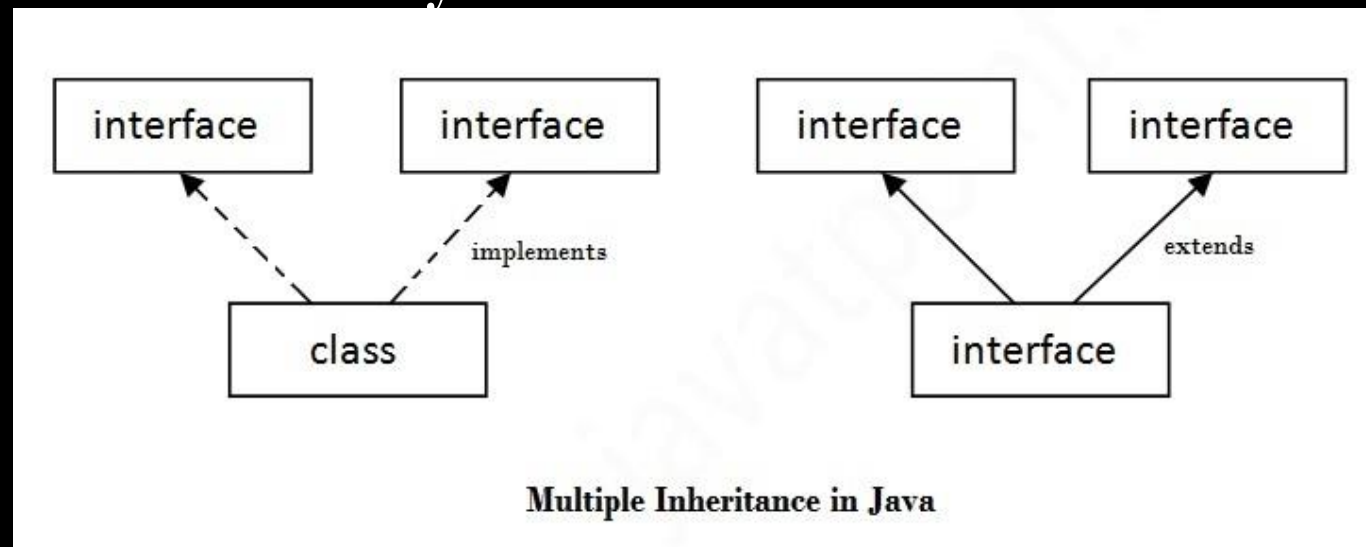 interface interface interface interface
implements extends
class interface
Multiple Inheritance in Java